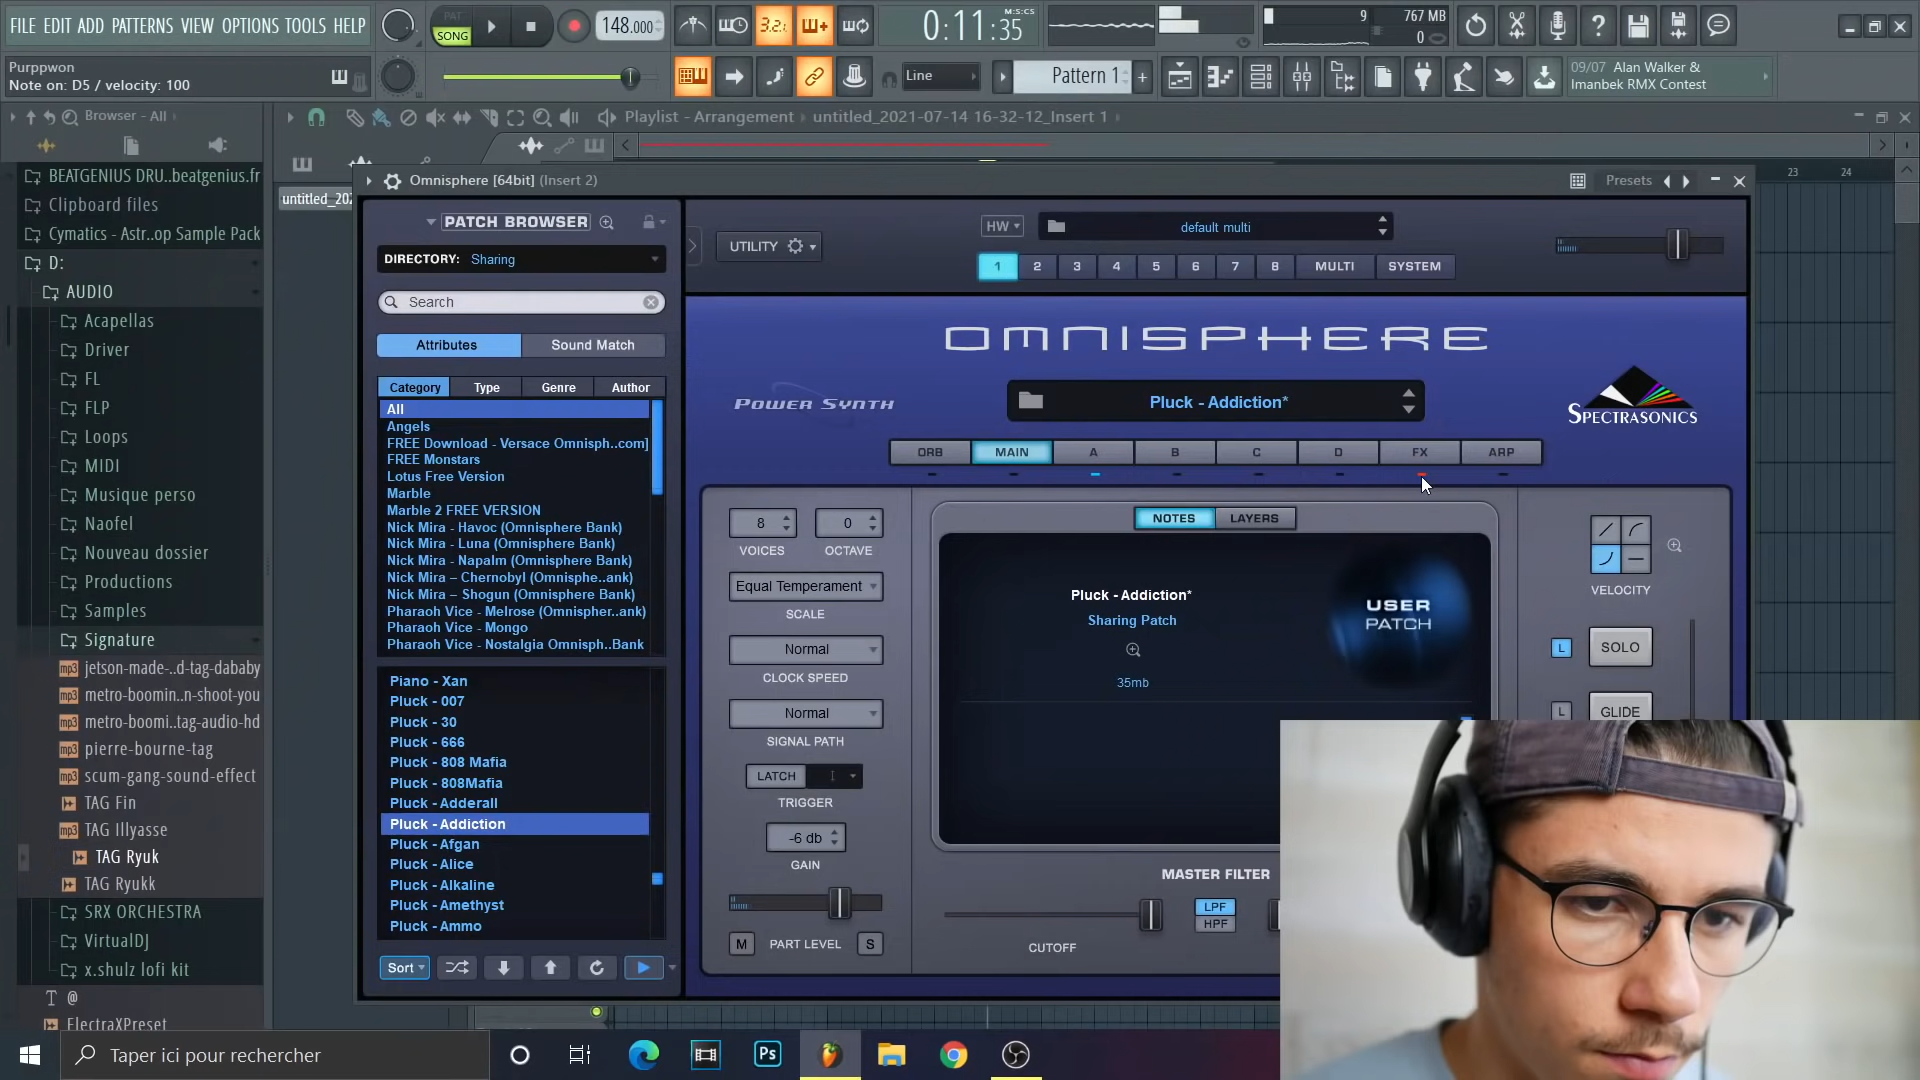 FILE EDIT ADD PATTERNS VIEW OPTIONS TOOLS HELP
PAT
SONG
148.000
3.2.
0:11:35
M:S:CS
9
767 MB
0
Purppwon
Note on: D5 / velocity: 100
Line
Pattern 1
09/07 Alan Walker &
Imanbek RMX Contest
Browser - All
Playlist - Arrangement
untitled_2021-07-14 16-32-12_Insert 1
BEATGENIUS DRU..beatgenius.fr
Clipboard files
Cymatics - Astr..op Sample Pack
D:
AUDIO
Acapellas
Driver
FL
FLP
Loops
MIDI
Musique perso
Naofel
Nouveau dossier
Productions
Samples
Signature
jetson-made-..d-tag-dababy
metro-boomin..n-shoot-you
metro-boomi..tag-audio-hd
pierre-bourne-tag
scum-gang-sound-effect
TAG Fin
TAG Illyasse
TAG Ryuk
TAG Ryukk
SRX ORCHESTRA
VirtualDJ
x.shulz lofi kit
@
ElectraXPreset
untitled_202
23
24
Omnisphere [64bit] (Insert 2)
Presets
PATCH BROWSER
DIRECTORY: Sharing
Search
Attributes
Sound Match
Category
Type
Genre
Author
All
Angels
FREE Download - Versace Omnisph..com]
FREE Monstars
Lotus Free Version
Marble
Marble 2 FREE VERSION
Nick Mira - Havoc (Omnisphere Bank)
Nick Mira - Luna (Omnisphere Bank)
Nick Mira - Napalm (Omnisphere Bank)
Nick Mira – Chernobyl (Omnisphe..ank)
Nick Mira – Shogun (Omnisphere Bank)
Pharaoh Vice - Melrose (Omnispher..ank)
Pharaoh Vice - Mongo
Pharaoh Vice - Nostalgia Omnisph..Bank
Piano - Xan
Pluck - 007
Pluck - 30
Pluck - 666
Pluck - 808 Mafia
Pluck - 808Mafia
Pluck - Adderall
Pluck - Addiction
Pluck - Afgan
Pluck - Alice
Pluck - Alkaline
Pluck - Amethyst
Pluck - Ammo
Sort
UTILITY
HW
default multi
1
2
3
4
5
6
7
8
MULTI
SYSTEM
OMNISPHERE
POWER SYNTH
Pluck - Addiction*
SPECTRASONICS
ORB
MAIN
A
B
C
D
FX
ARP
NOTES
LAYERS
8
0
VOICES
OCTAVE
Equal Temperament
SCALE
Normal
CLOCK SPEED
Normal
SIGNAL PATH
LATCH
TRIGGER
-6 db
GAIN
M
PART LEVEL
S
Pluck - Addiction*
Sharing Patch
35mb
USER
PATCH
VELOCITY
L
SOLO
L
GLIDE
MASTER FILTER
LPF
HPF
CUTOFF
Taper ici pour rechercher
Ps